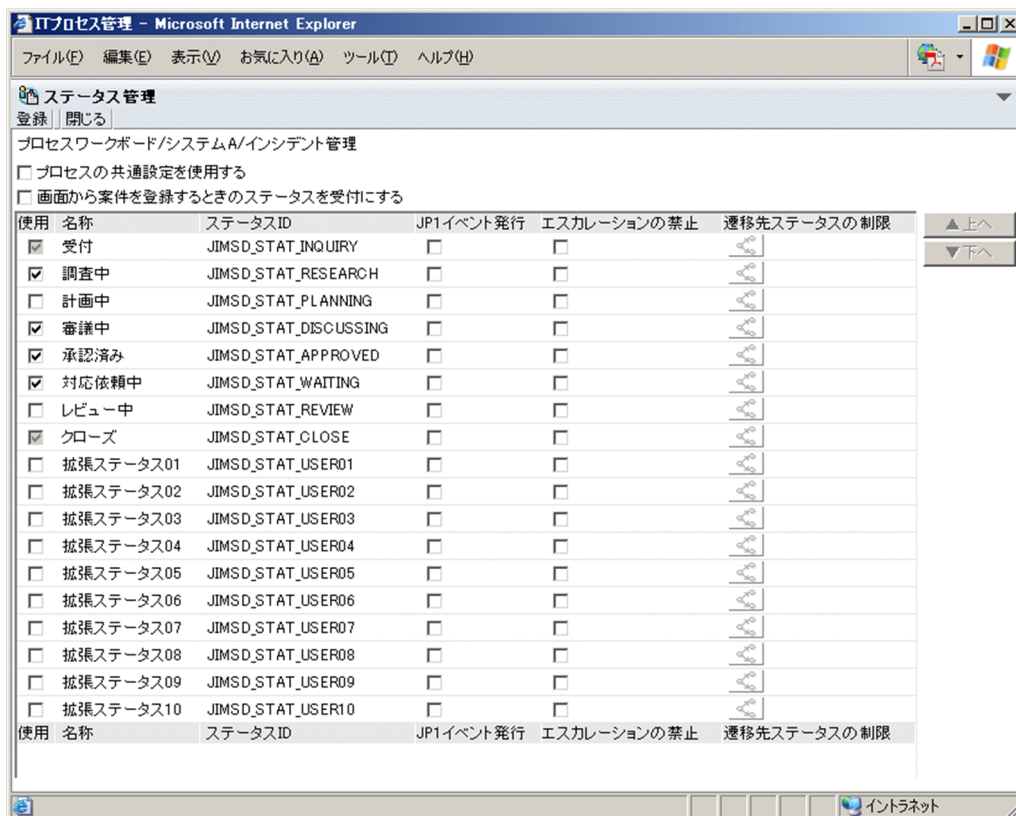 ITプロセス管理 - Microsoft Internet Explorer
ファイル(F) 編集(E) 表示(V) お気に入り(A) ツール(T) ヘルプ(H)
ステータス管理
登録 閉じる
プロセスワークボード/システムA/インシデント管理
プロセスの共通設定を使用する
画面から案件を登録するときのステータスを受付にする
使用 名称 ステータスID JP1イベント発行 エスカレーションの禁止 遷移先ステータスの制限 ▲上へ
受付 JIMSD_STAT_INQUIRY ▼下へ
調査中 JIMSD_STAT_RESEARCH
計画中 JIMSD_STAT_PLANNING
審議中 JIMSD_STAT_DISCUSSING
承認済み JIMSD_STAT_APPROVED
対応依頼中 JIMSD_STAT_WAITING
レビュー中 JIMSD_STAT_REVIEW
クローズ JIMSD_STAT_CLOSE
拡張ステータス01 JIMSD_STAT_USER01
拡張ステータス02 JIMSD_STAT_USER02
拡張ステータス03 JIMSD_STAT_USER03
拡張ステータス04 JIMSD_STAT_USER04
拡張ステータス05 JIMSD_STAT_USER05
拡張ステータス06 JIMSD_STAT_USER06
拡張ステータス07 JIMSD_STAT_USER07
拡張ステータス08 JIMSD_STAT_USER08
拡張ステータス09 JIMSD_STAT_USER09
拡張ステータス10 JIMSD_STAT_USER10
使用 名称 ステータスID JP1イベント発行 エスカレーションの禁止 遷移先ステータスの制限
イントラネット